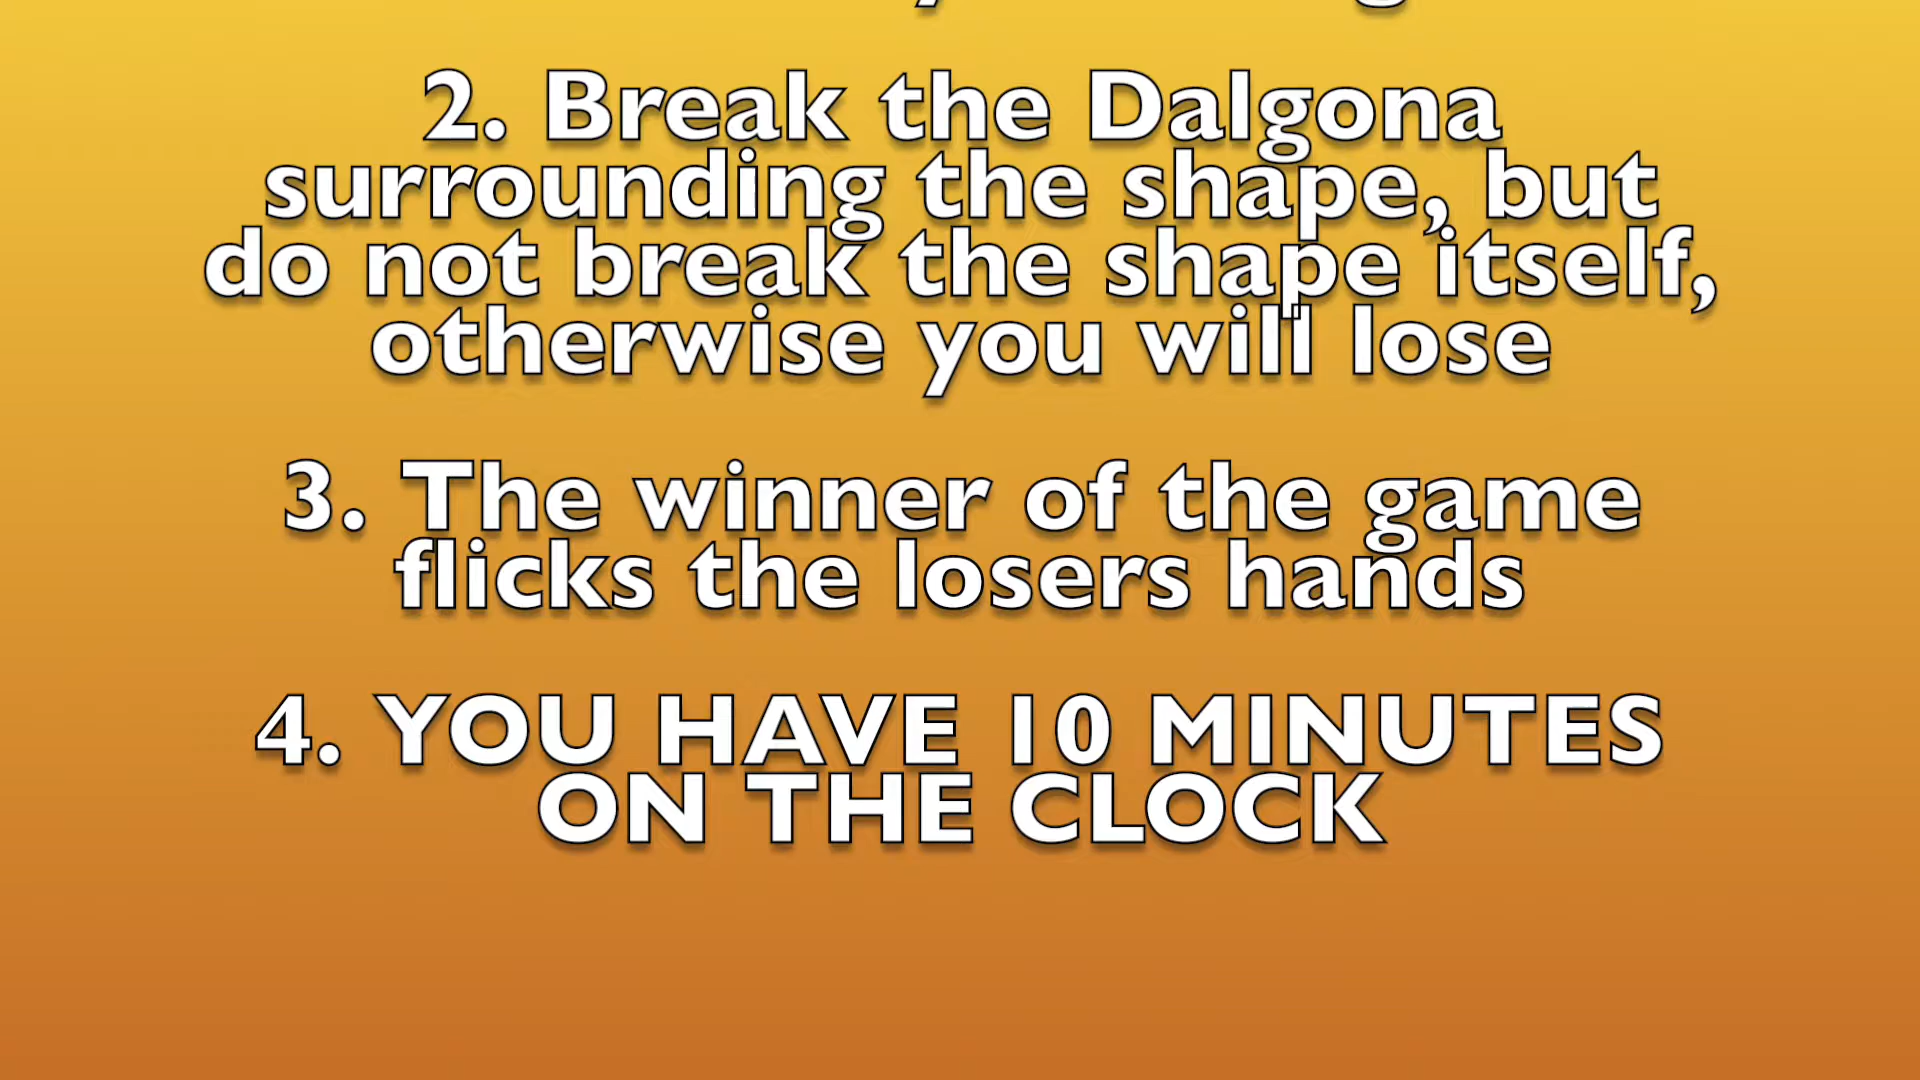 2. Break the Dalgona
surrounding the shape, but
do not break the shape itself,
otherwise you will lose
3. The winner of the game
flicks the losers hands
4. YOU HAVE 10 MINUTES
ON THE CLOCK